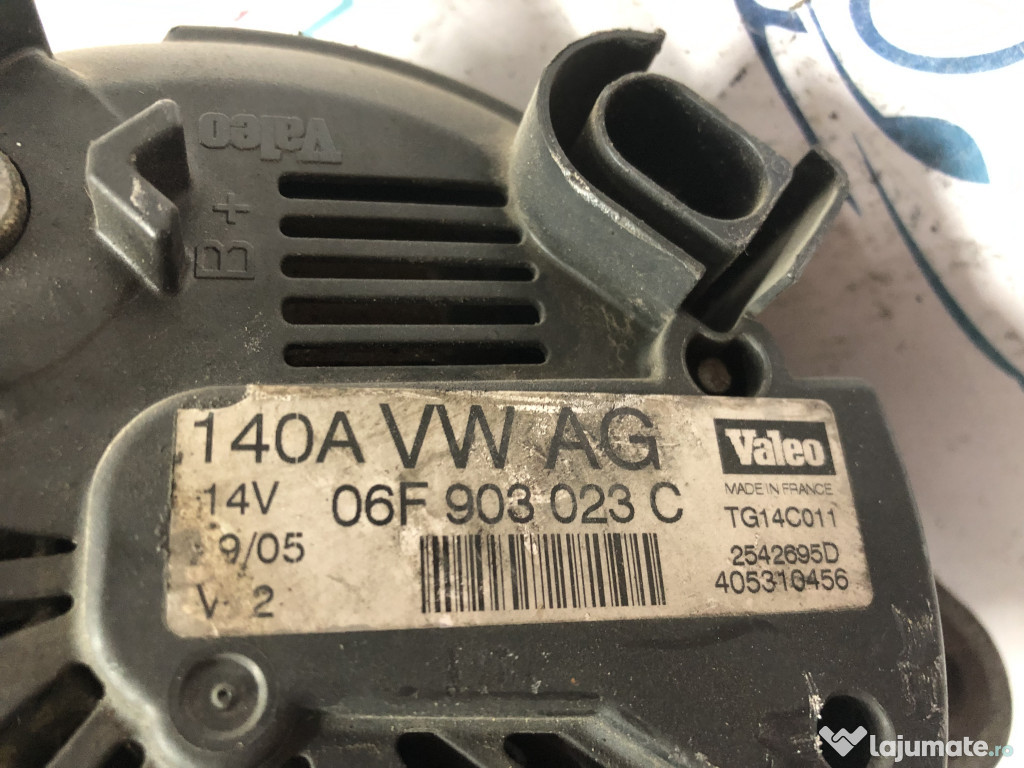 Valeo
B+
140A VW AG
14V 06F 903 023 C
9/05
V 2
Valeo
MADE IN FRANCE
TG14C011
2542695D
405310456
lajumate.ro